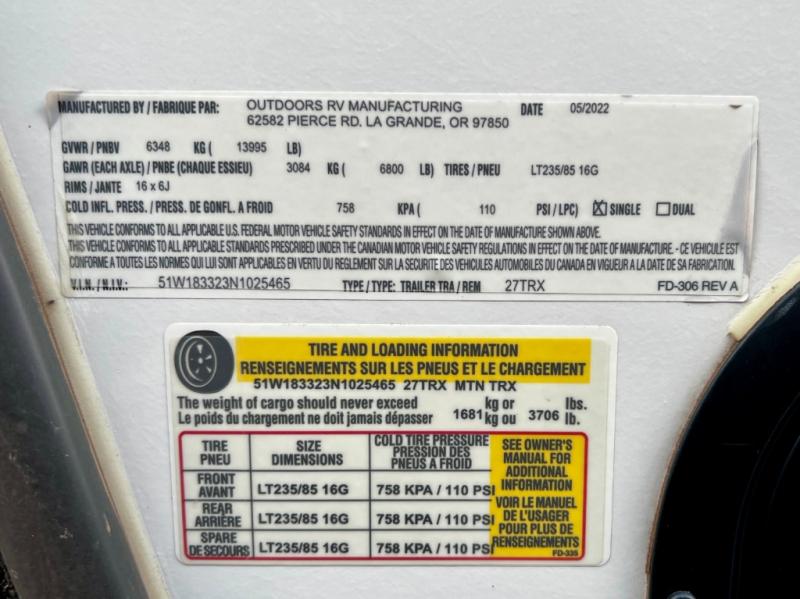 MANUFACTURED BY / FABRIQUE PAR: OUTDOORS RV MANUFACTURING DATE 05/2022
62582 PIERCE RD. LA GRANDE, OR 97850
GVWR / PNBV 6348 KG ( 13995 LB)
GAWR (EACH AXLE) / PNBE (CHAQUE ESSIEU) 3084 KG ( 6800 LB) TIRES / PNEU LT235/85 16G
RIMS / JANTE 16 x 6J
COLD INFL. PRESS. / PRESS. DE GONFL. A FROID 758 KPA ( 110 PSI / LPC) ☒ SINGLE ☐ DUAL
THIS VEHICLE CONFORMS TO ALL APPLICABLE U.S. FEDERAL MOTOR VEHICLE SAFETY STANDARDS IN EFFECT ON THE DATE OF MANUFACTURE SHOWN ABOVE.
THIS VEHICLE CONFORMS TO ALL APPLICABLE STANDARDS PRESCRIBED UNDER THE CANADIAN MOTOR VEHICLE SAFETY REGULATIONS IN EFFECT ON THE DATE OF MANUFACTURE. - CE VEHICULE EST
CONFORME A TOUTES LES NORMES QUI LUI SONT APPLICABLES EN VERTU DU REGLEMENT SUR LA SECURITE DES VEHICULES AUTOMOBILES DU CANADA EN VIGUEUR A LA DATE DE SA FABRICATION.
V.I.N. / N.I.V.: 51W183323N1025465 TYPE / TYPE: TRAILER TRA / REM 27TRX FD-306 REV A
TIRE AND LOADING INFORMATION
RENSEIGNEMENTS SUR LES PNEUS ET LE CHARGEMENT
51W183323N1025465 27TRX MTN TRX
The weight of cargo should never exceed kg or lbs.
Le poids du chargement ne doit jamais dépasser 1681 kg ou 3706 lb.
TIRE SIZE COLD TIRE PRESSURE
PNEU DIMENSIONS PRESSION DES
PNEUS A FROID
FRONT
AVANT LT235/85 16G 758 KPA / 110 PSI
REAR
ARRIÈRE LT235/85 16G 758 KPA / 110 PSI
SPARE
DE SECOURS LT235/85 16G 758 KPA / 110 PSI
SEE OWNER'S
MANUAL FOR
ADDITIONAL
INFORMATION
VOIR LE MANUEL
DE L'USAGER
POUR PLUS DE
RENSEIGNEMENTS
FD-335